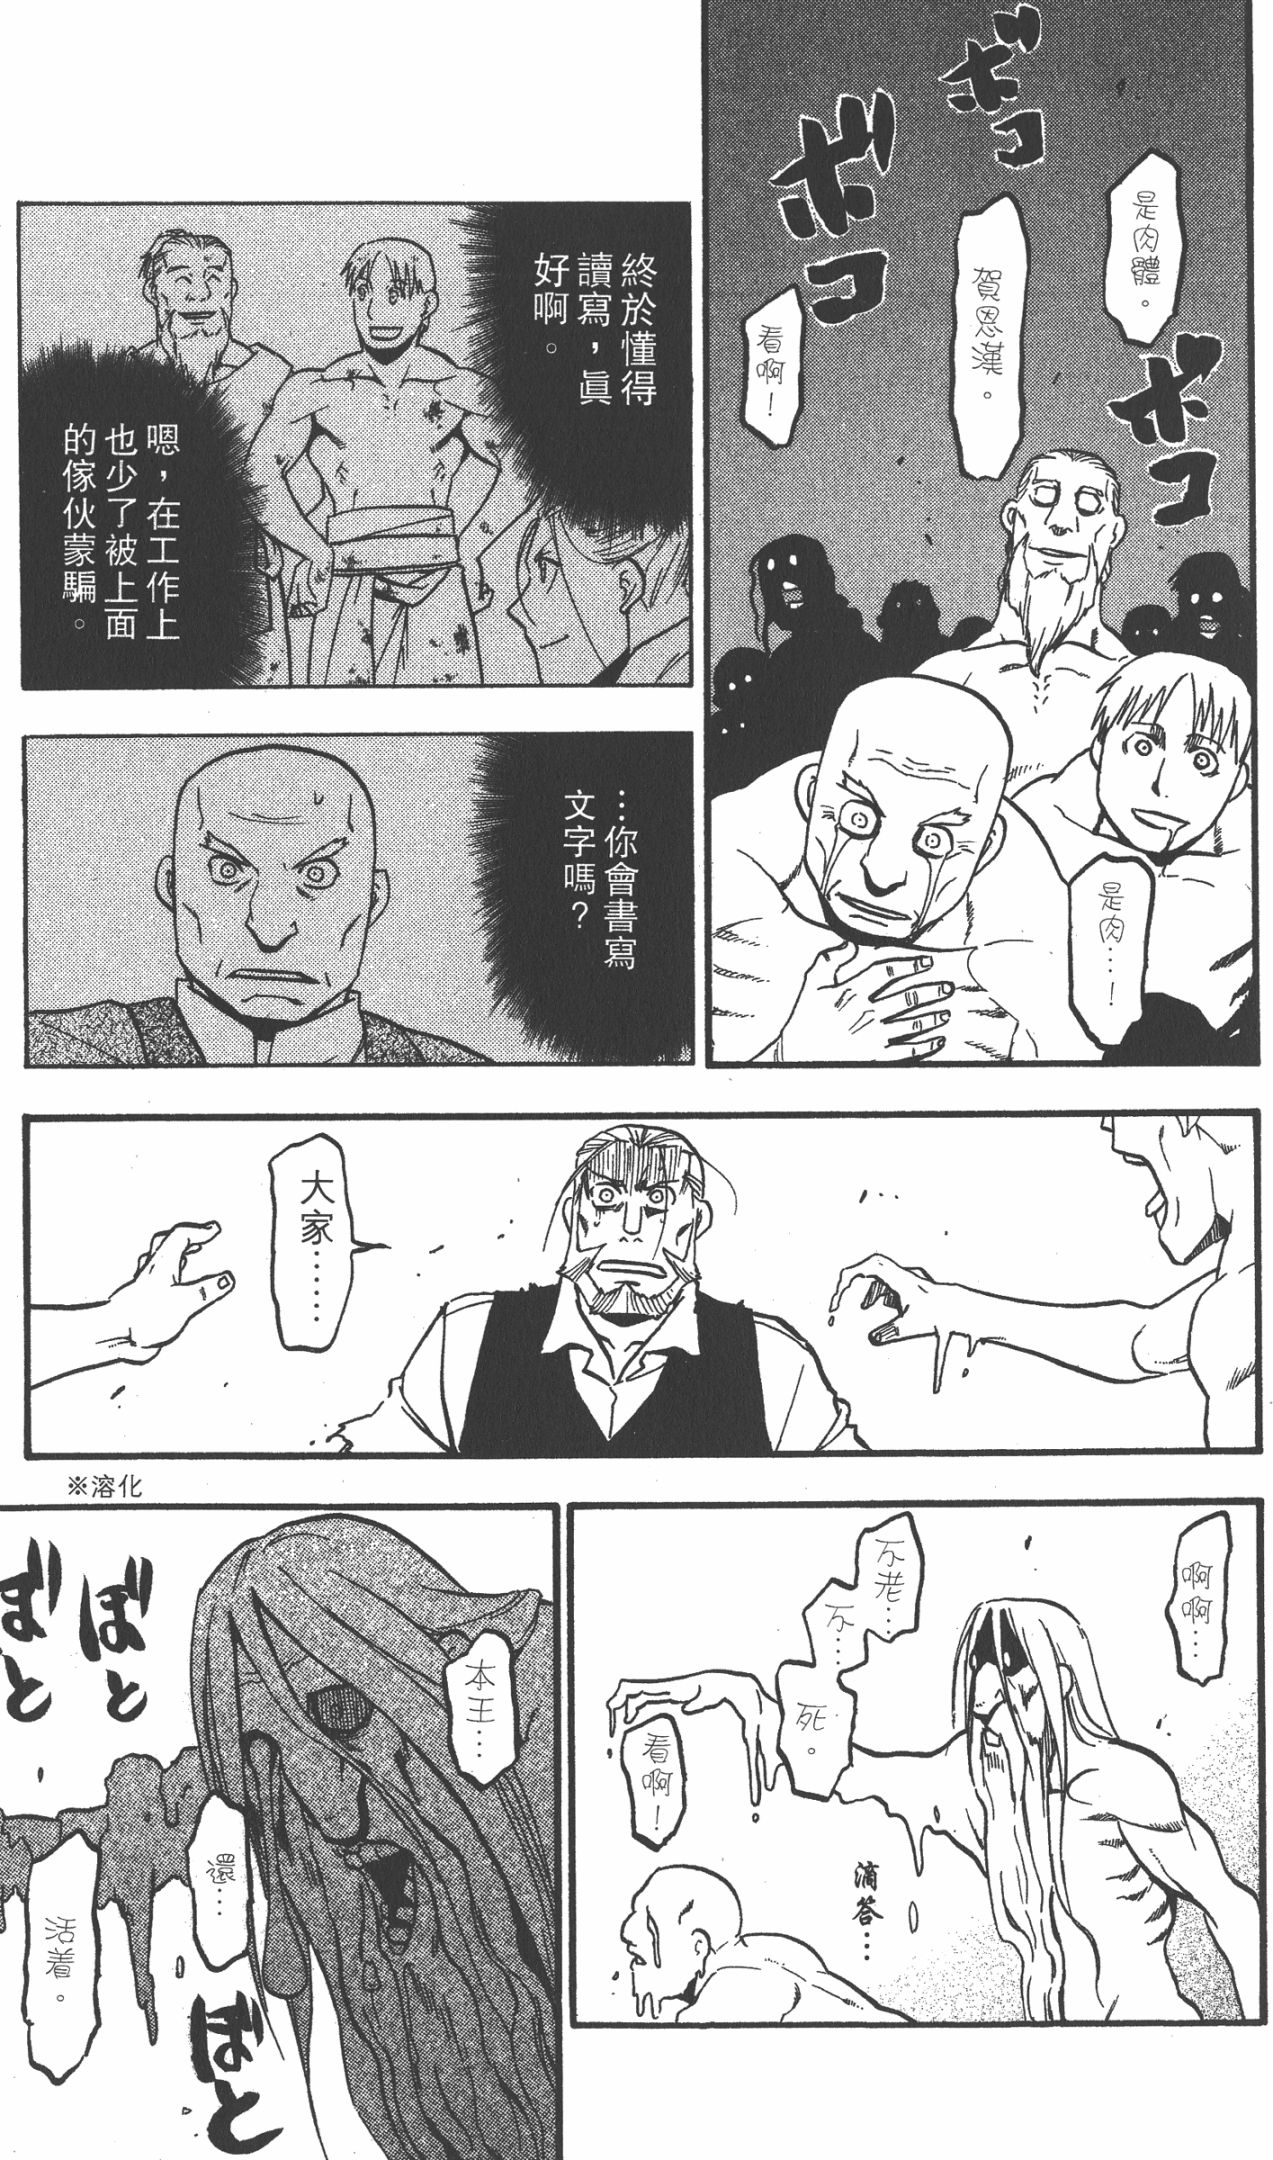 ボコ
ボコ
ボコ
是肉體。
賀恩漢。
看啊！
是肉…！
終於懂得
讀寫，眞
好啊。
嗯，在工作上
也少了被上面
的傢伙蒙騙。
…你會書寫
文字嗎？
大家……
啊啊…
不老…
不…
死。
看啊！
滴答…
※溶化
本王…
還…
活着。
ぼと
ぼと
ぼと